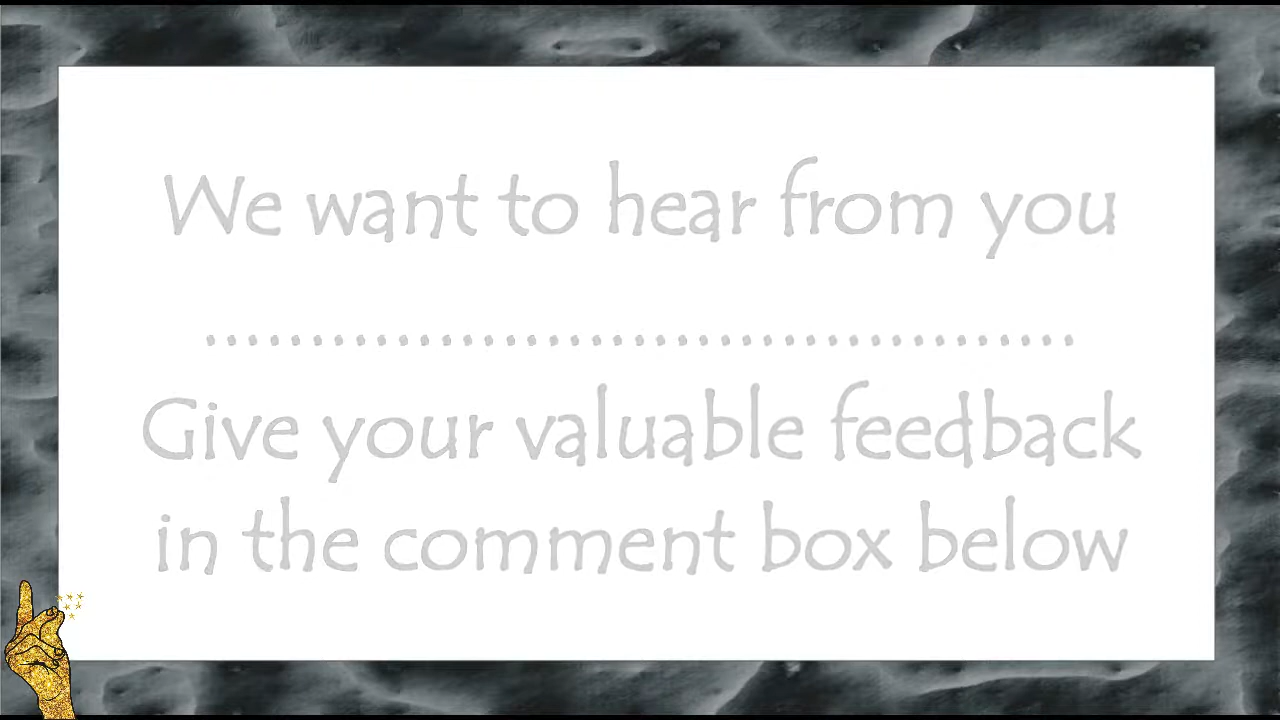 We want to hear from you
.........................................
Give your valuable feedback
in the comment box below